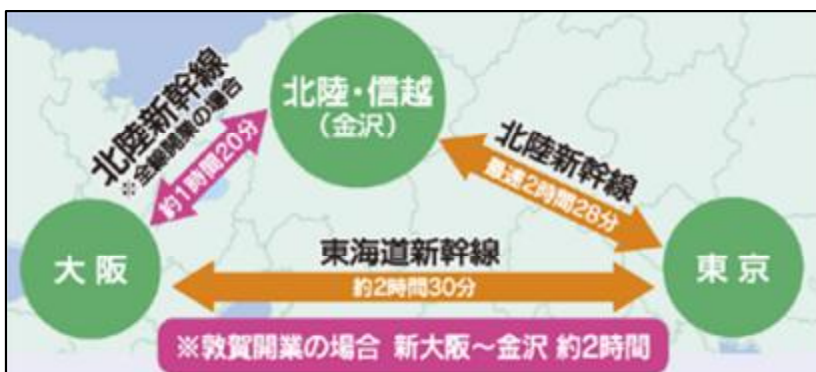 北陸新幹線
※全線開業の場合
約1時間20分
北陸・信越
（金沢）
北陸新幹線
最速2時間28分
大阪
東海道新幹線
約2時間30分
東京
※敦賀開業の場合 新大阪～金沢 約2時間